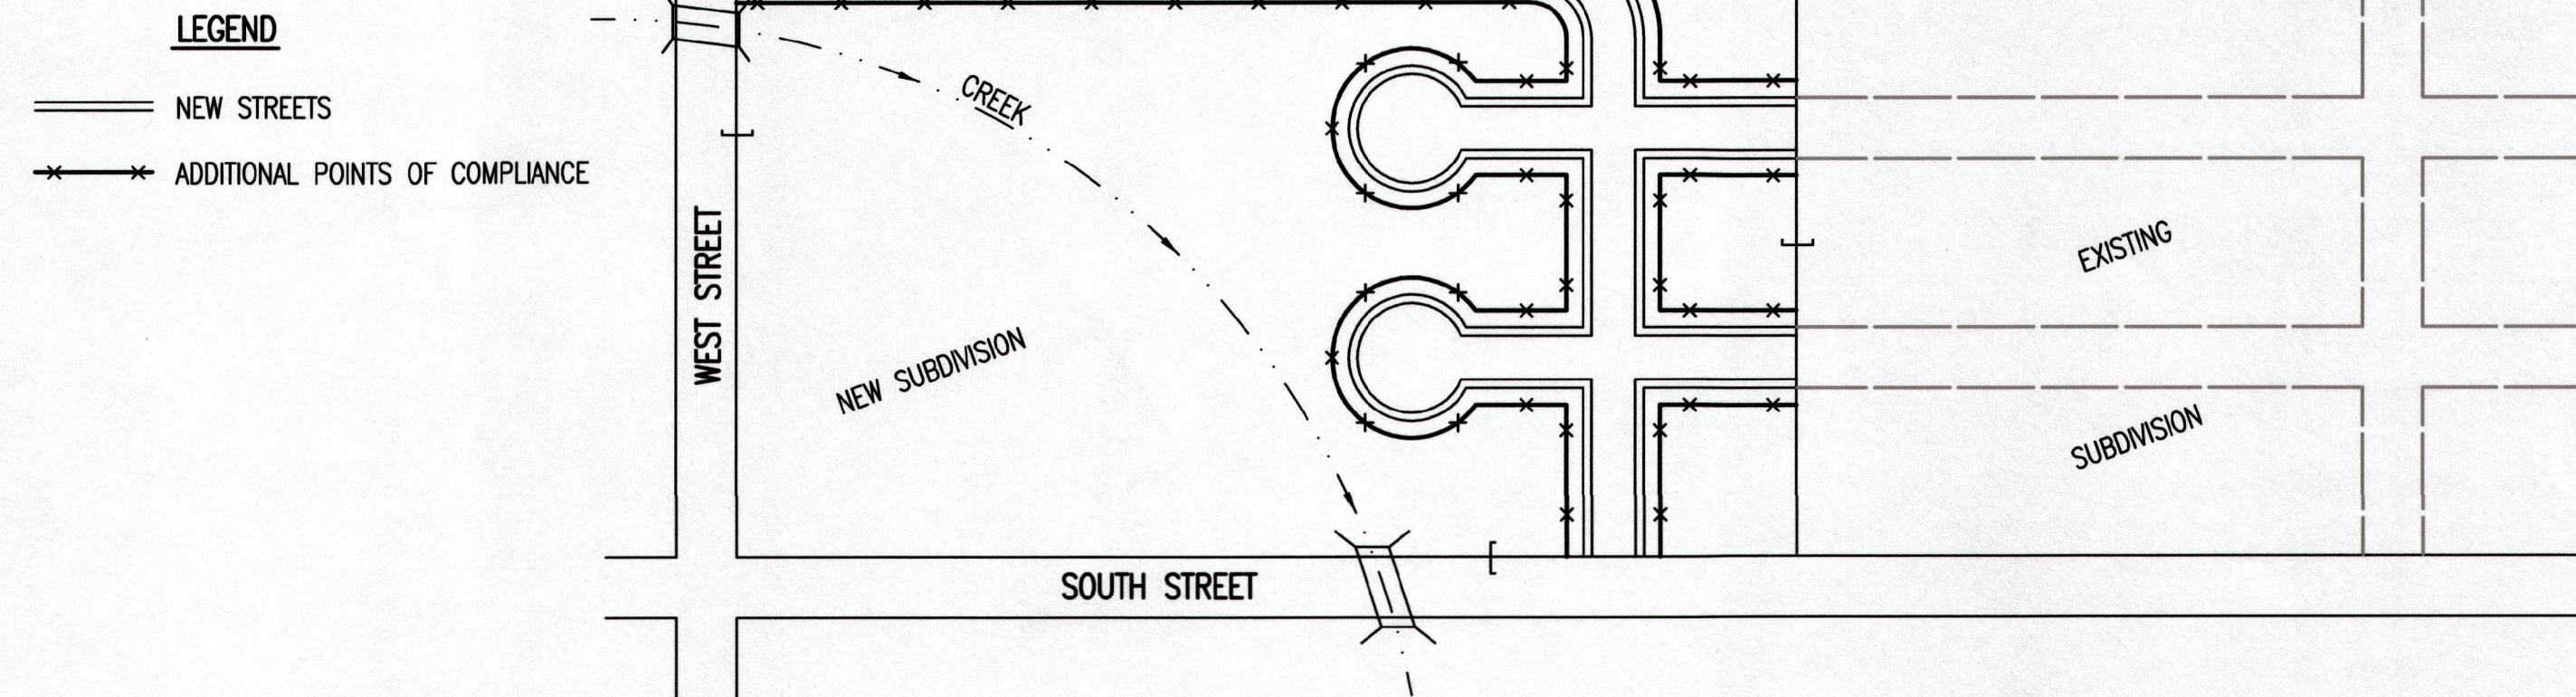 LEGEND
NEW STREETS
ADDITIONAL POINTS OF COMPLIANCE
CREEK
WEST STREET
NEW SUBDIVISION
SOUTH STREET
EXISTING
SUBDIVISION